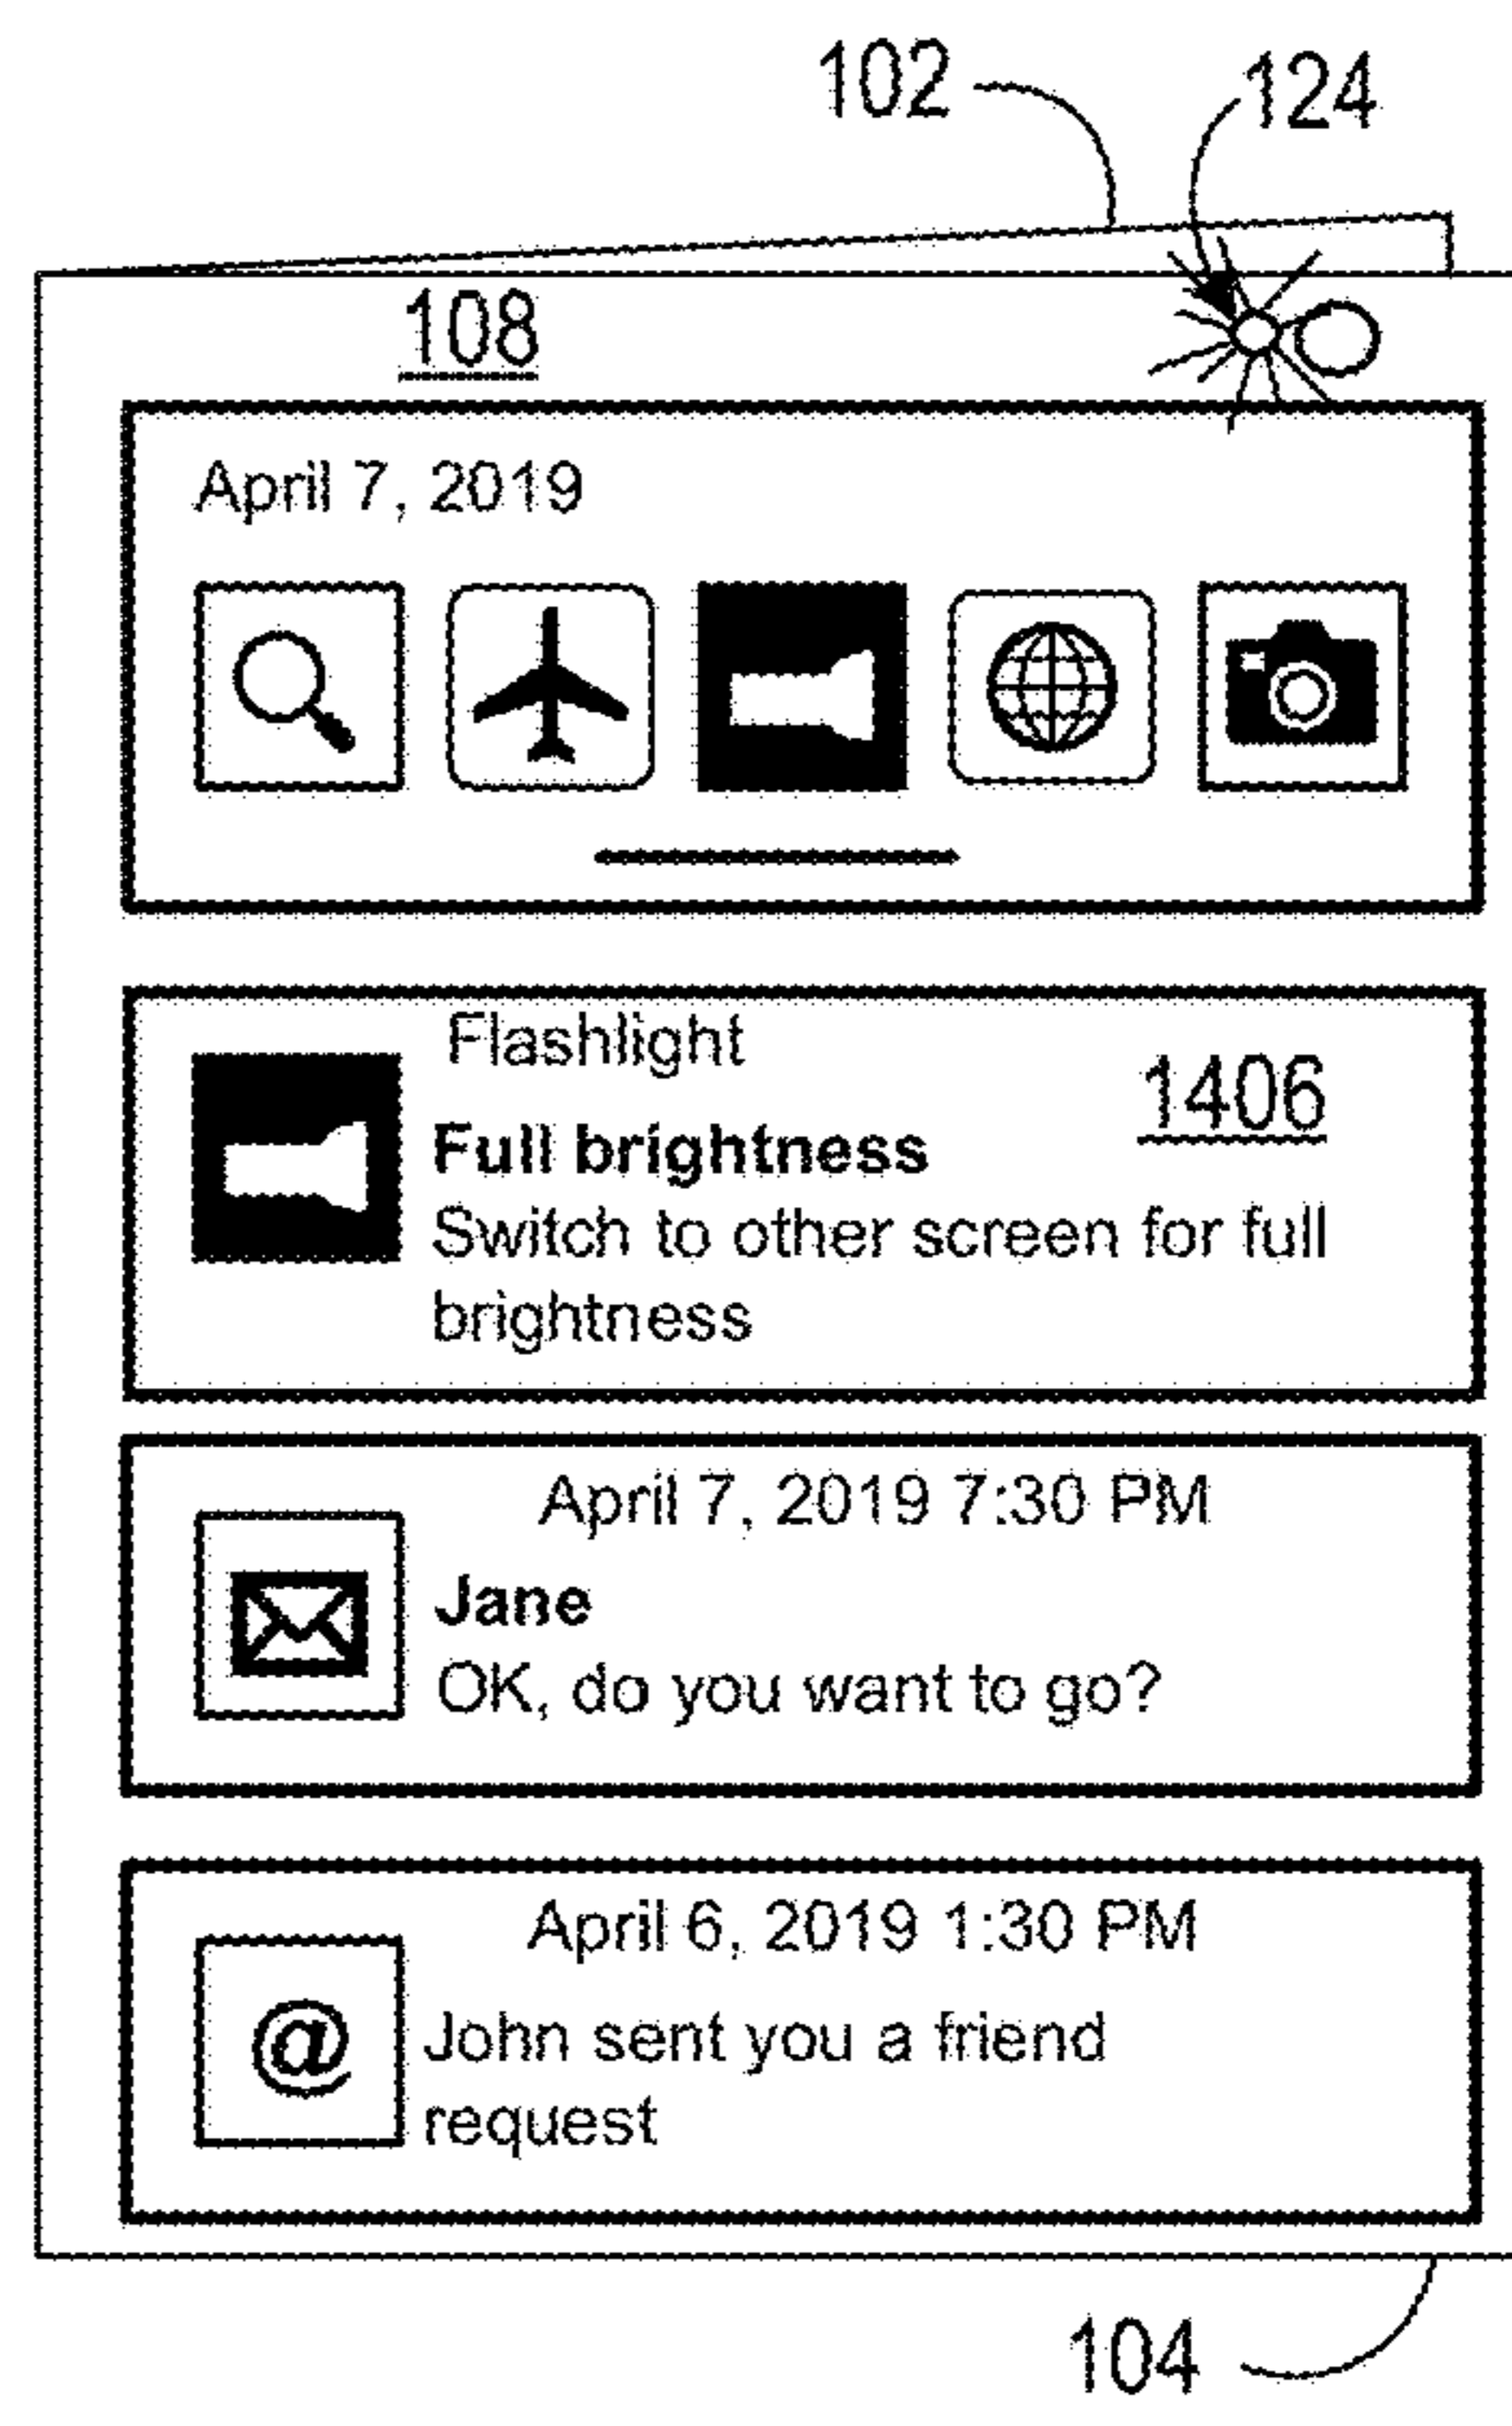 102 124
108
April 7, 2019
Flashlight
1406
Full brightness
Switch to other screen for full
brightness
April 7, 2019 7:30 PM
Jane
OK, do you want to go?
April 6, 2019 1:30 PM
@
John sent you a friend
request
104